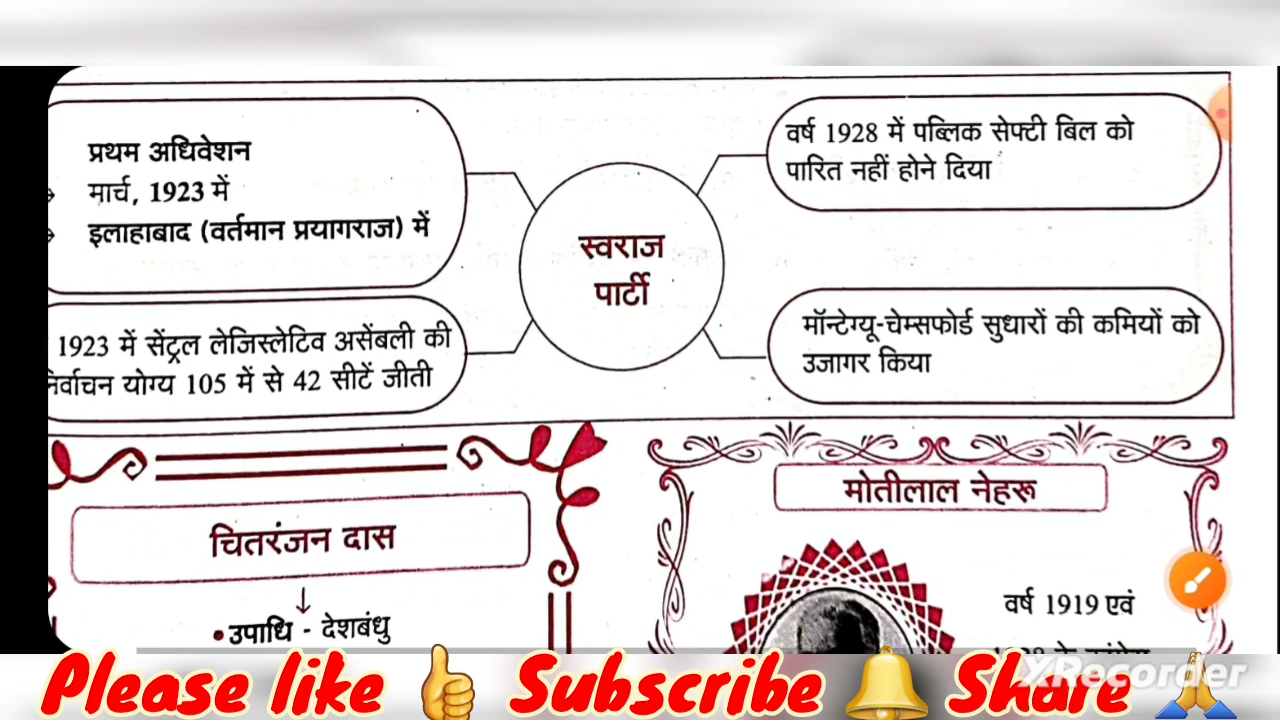 प्रथम अधिवेशन
मार्च, 1923 में
इलाहाबाद (वर्तमान प्रयागराज) में
1923 में सेंट्रल लेजिस्लेटिव असेंबली की
निर्वाचन योग्य 105 में से 42 सीटें जीती
स्वराज
पार्टी
वर्ष 1928 में पब्लिक सेफ्टी बिल को
पारित नहीं होने दिया
मॉन्टेग्यू-चेम्सफोर्ड सुधारों की कमियों को
उजागर किया
चितरंजन दास
• उपाधि - देशबंधु
मोतीलाल नेहरू
वर्ष 1919 एवं
XRecorder
Please like 👍 Subscribe 🔔 Share 🙏